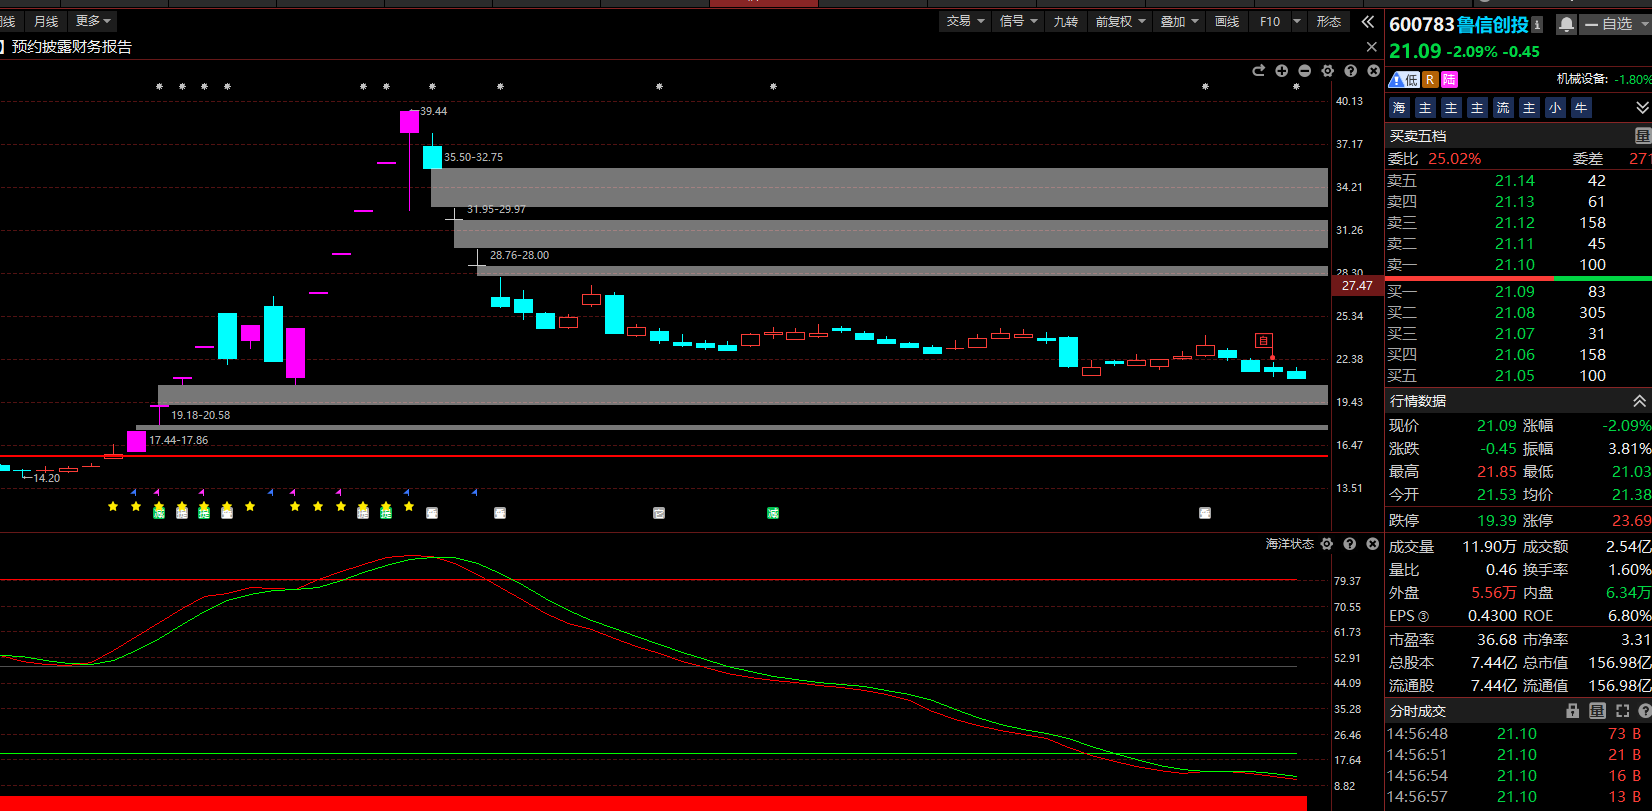 月线 更多 交易 信号 九转 前复权 叠加 画线 F10 形态
】预约披露财务报告
600783鲁信创投
自选
21.09 -2.09% -0.45
低 R 陆 机械设备: -1.80%
海 主 主 主 流 主 小 牛
买卖五档
委比 25.02% 委差 271
卖五 21.14 42
卖四 21.13 61
卖三 21.12 158
卖二 21.11 45
卖一 21.10 100
买一 21.09 83
买二 21.08 305
买三 21.07 31
买四 21.06 158
买五 21.05 100
行情数据
现价 21.09 涨幅 -2.09%
涨跌 -0.45 振幅 3.81%
最高 21.85 最低 21.03
今开 21.53 均价 21.38
跌停 19.39 涨停 23.69
成交量 11.90万 成交额 2.54亿
量比 0.46 换手率 1.60%
外盘 5.56万 内盘 6.34万
EPS③ 0.4300 ROE 6.80%
市盈率 36.68 市净率 3.31
总股本 7.44亿 总市值 156.98亿
流通股 7.44亿 流通值 156.98亿
分时成交
14:56:48 21.10 73 B
14:56:51 21.10 21 B
14:56:54 21.10 16 B
14:56:57 21.10 13 B
40.13
37.17
34.21
31.26
28.30
27.47
25.34
22.38
19.43
16.47
13.51
39.44
35.50-32.75
31.95-29.97
28.76-28.00
19.18-20.58
17.44-17.86
14.20
自
减
海洋状态
79.37
70.55
61.73
52.91
44.09
35.28
26.46
17.64
8.82